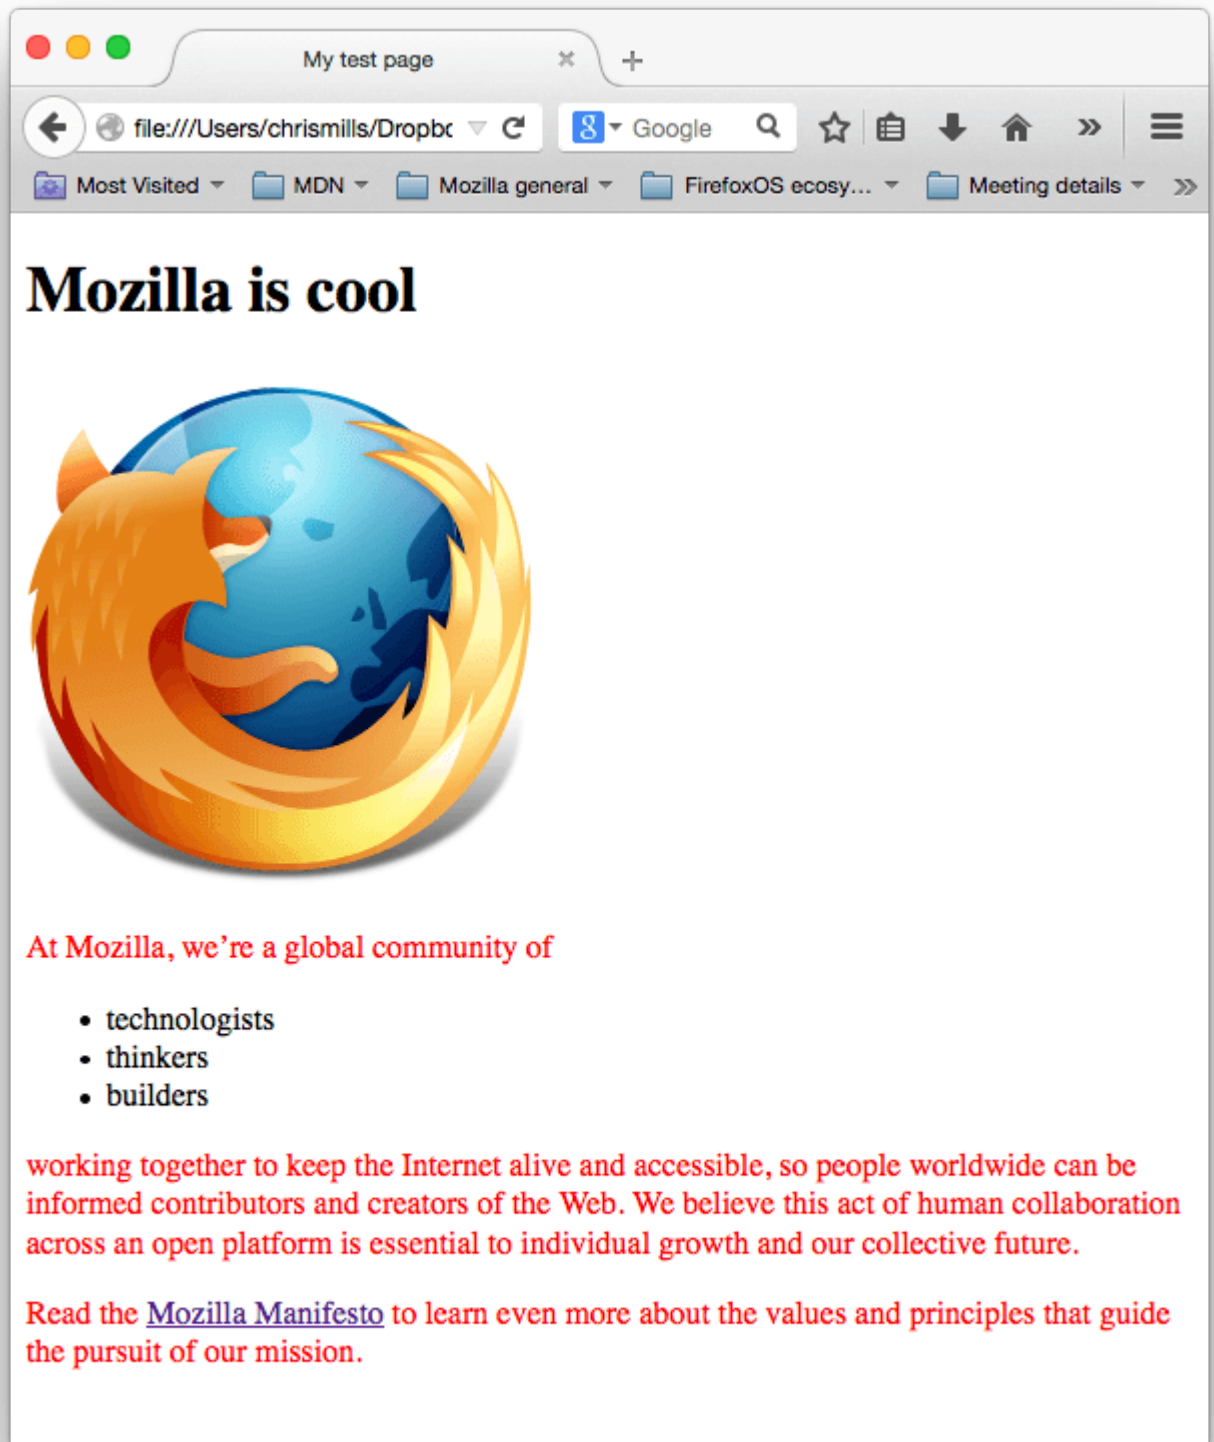 My test page
file:///Users/chrismills/Dropbc
Google
Most Visited MDN Mozilla general FirefoxOS ecosy... Meeting details
Mozilla is cool
At Mozilla, we’re a global community of
• technologists
• thinkers
• builders
working together to keep the Internet alive and accessible, so people worldwide can be
informed contributors and creators of the Web. We believe this act of human collaboration
across an open platform is essential to individual growth and our collective future.
Read the Mozilla Manifesto to learn even more about the values and principles that guide
the pursuit of our mission.